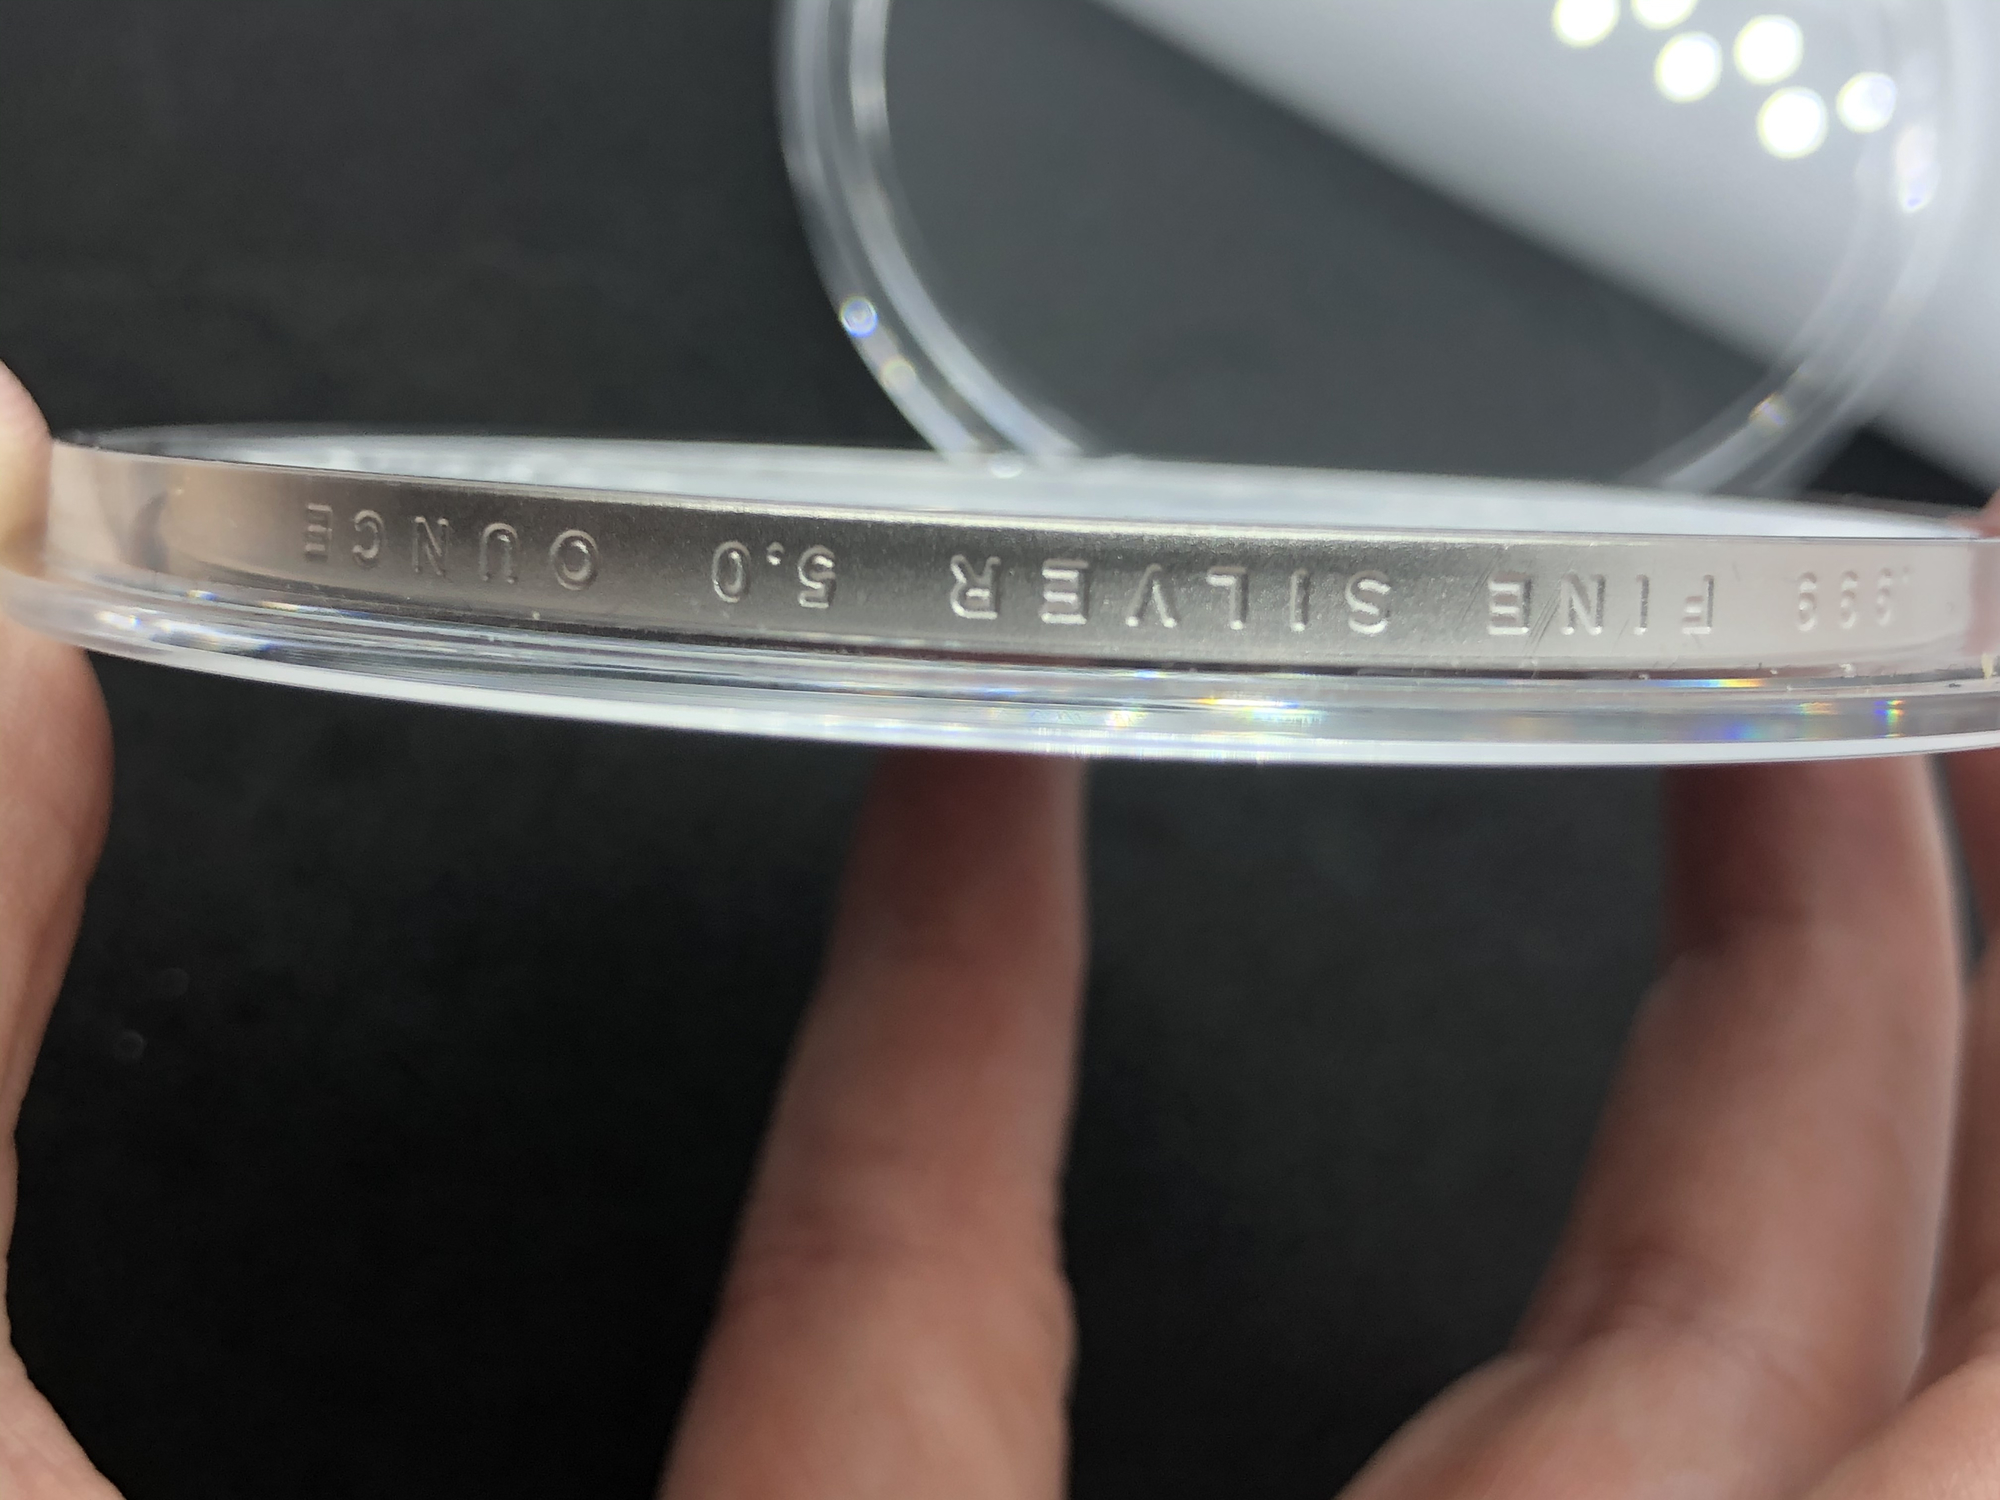 .999 FINE SILVER 5.0 OUNCE